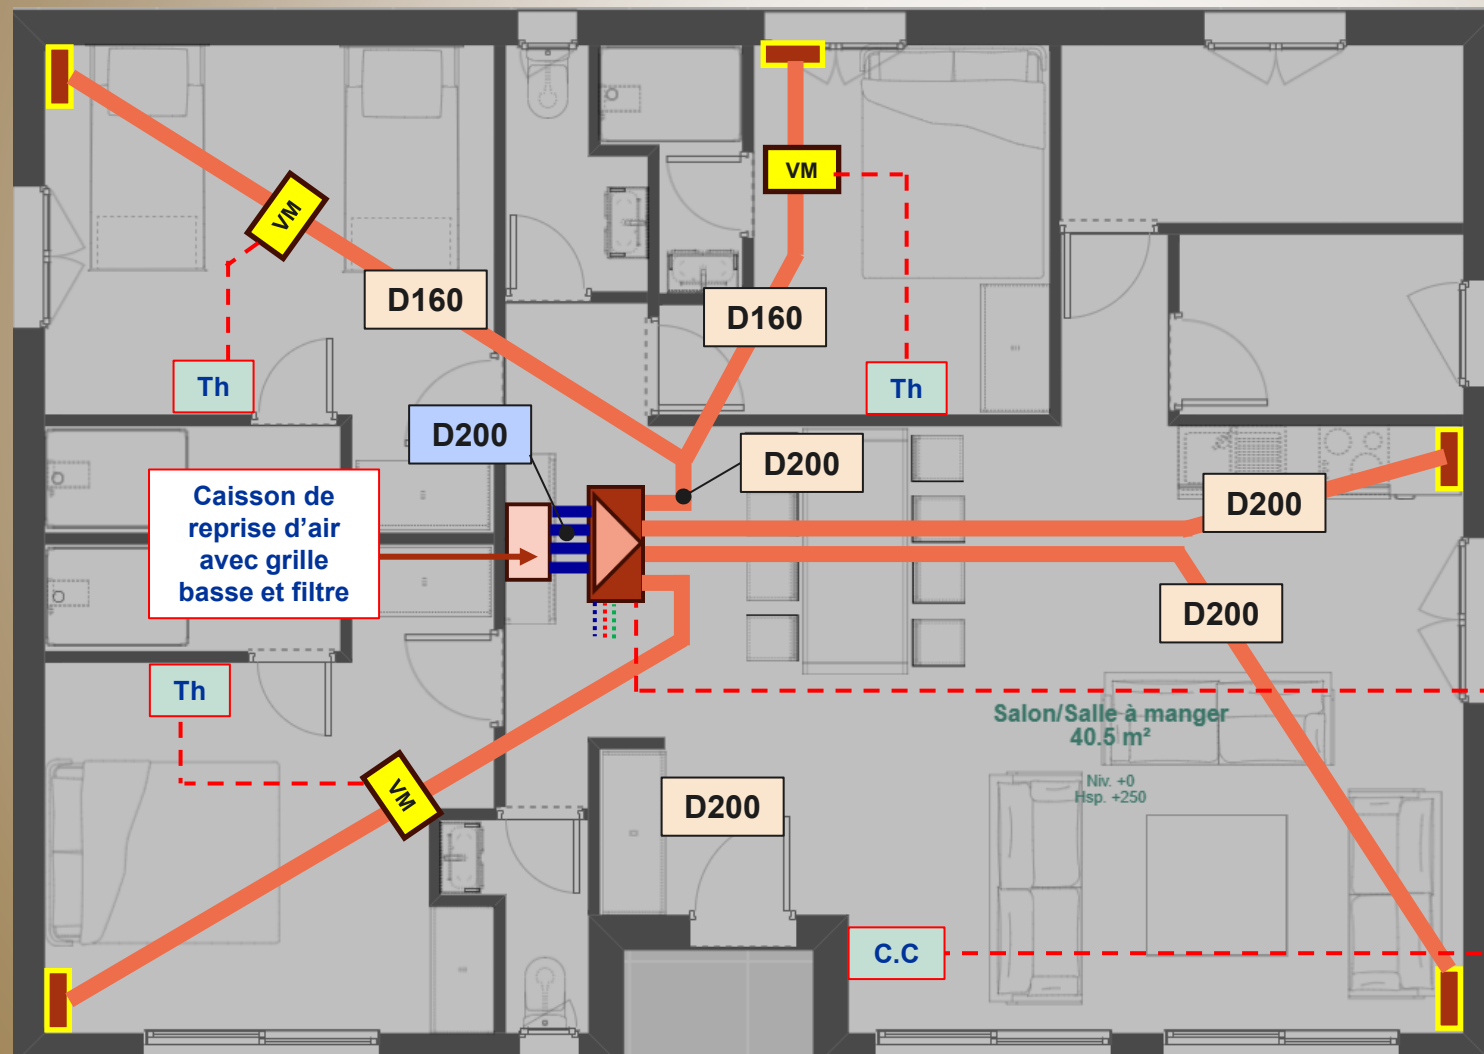 VM
VM
D160
D160
Th
Th
D200
D200
Caisson de
reprise d’air
avec grille
basse et filtre
D200
D200
Th
Salon/Salle à manger
40.5 m²
Niv. +0
Hsp. +250
VM
D200
C.C